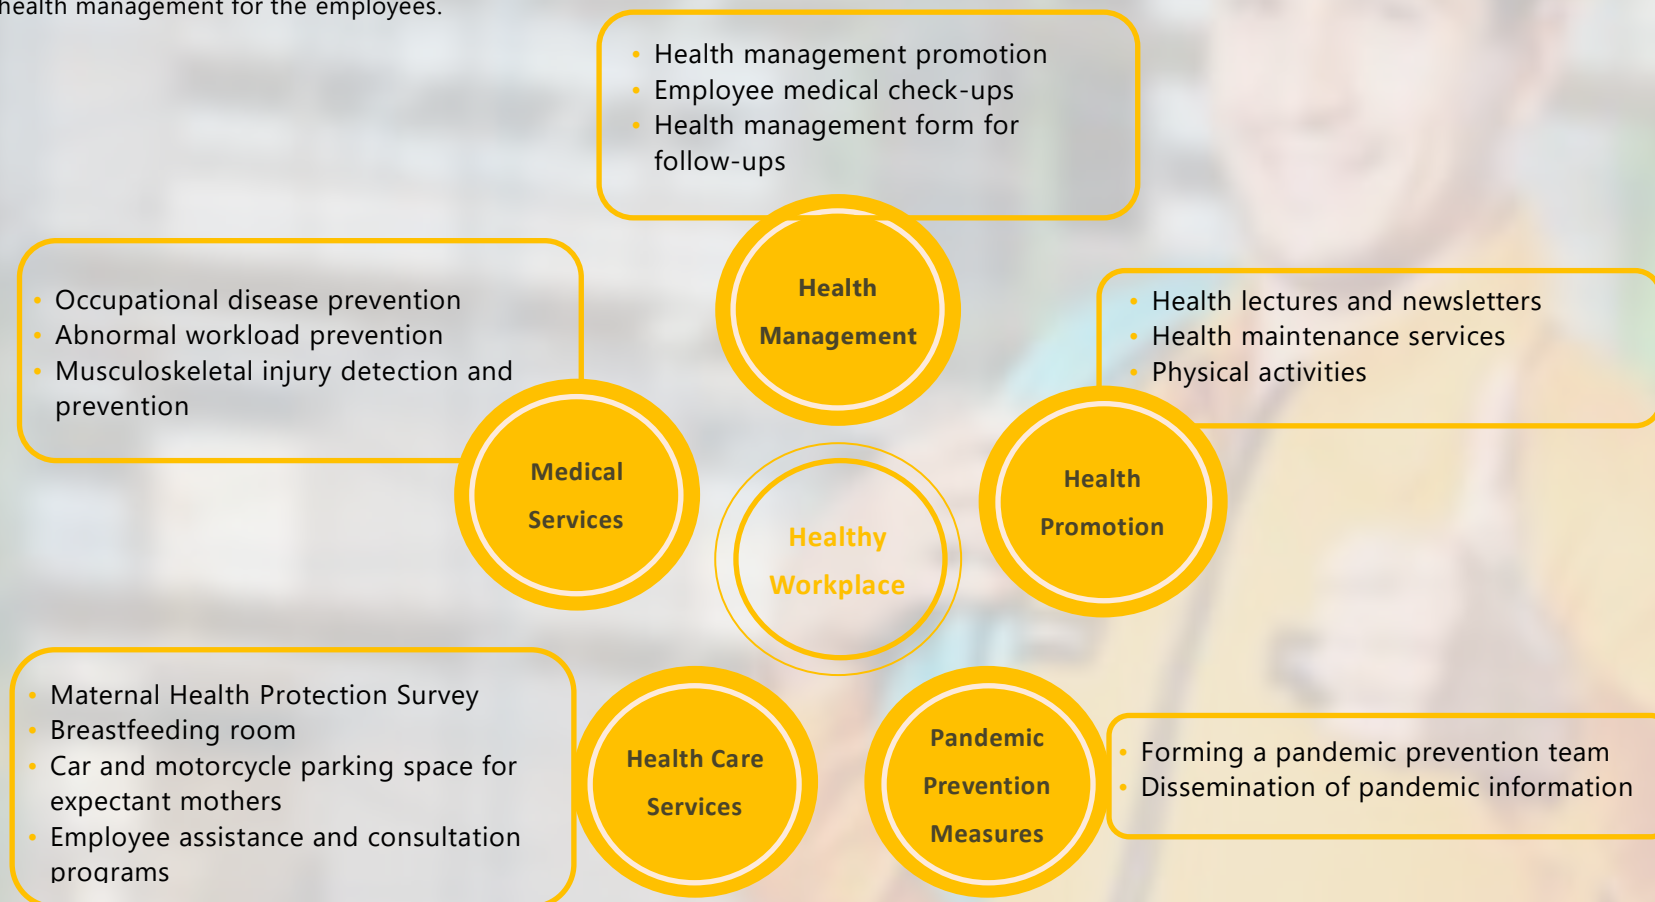 health management for the employees.
• Health management promotion
• Employee medical check-ups
• Health management form for
follow-ups
Health
Management
• Occupational disease prevention
• Abnormal workload prevention
• Musculoskeletal injury detection and
prevention
Medical
Services
• Health lectures and newsletters
• Health maintenance services
• Physical activities
Health
Promotion
Healthy
Workplace
• Maternal Health Protection Survey
• Breastfeeding room
• Car and motorcycle parking space for
expectant mothers
• Employee assistance and consultation
programs
Health Care
Services
Pandemic
Prevention
Measures
• Forming a pandemic prevention team
• Dissemination of pandemic information